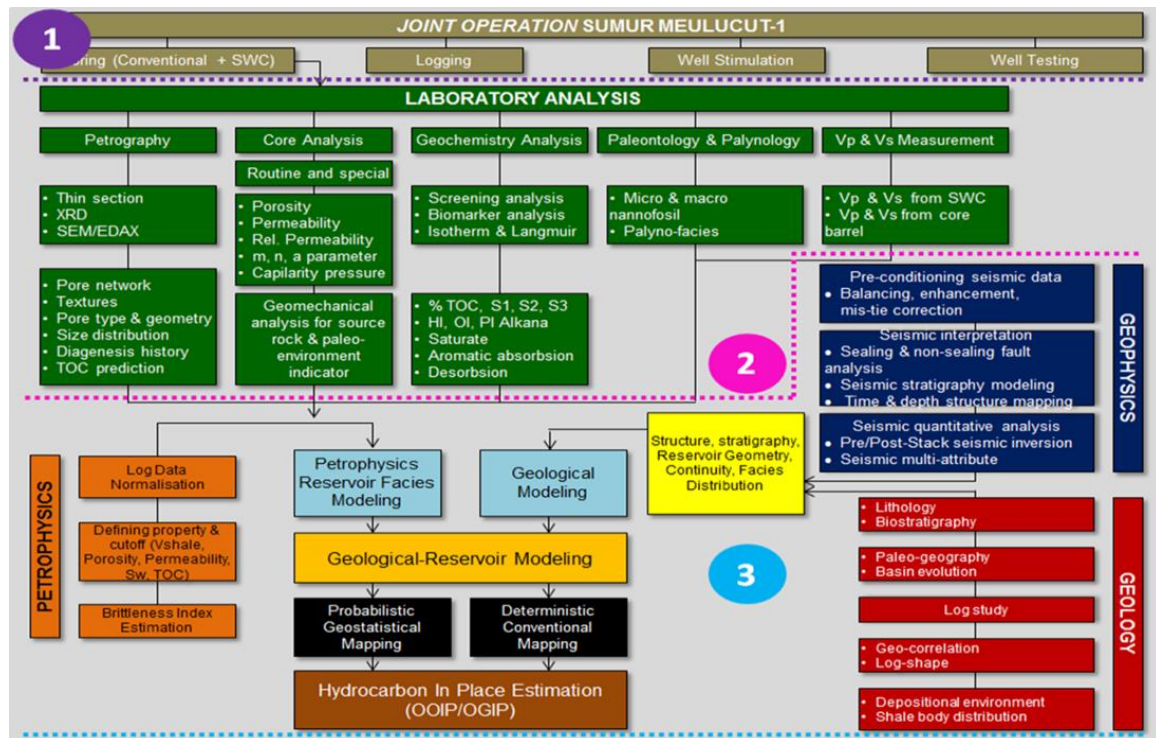 1
JOINT OPERATION SUMUR MEULUCUT-1
ring (Conventional + SWC)
Logging
Well Stimulation
Well Testing
LABORATORY ANALYSIS
Petrography
Core Analysis
Geochemistry Analysis
Paleontology & Palynology
Vp & Vs Measurement
Routine and special
• Thin section
• XRD
• SEM/EDAX
• Porosity
• Permeability
• Rel. Permeability
• m, n, a parameter
• Capilarity pressure
• Screening analysis
• Biomarker analysis
• Isotherm & Langmuir
• Micro & macro
nannofosil
• Palyno-facies
• Vp & Vs from SWC
• Vp & Vs from core
barrel
• Pore network
• Textures
• Pore type & geometry
• Size distribution
• Diagenesis history
• TOC prediction
Geomechanical
analysis for source
rock & paleo-
environment
indicator
• % TOC, S1, S2, S3
• HI, OI, PI Alkana
• Saturate
• Aromatic absorbsion
• Desorbsion
2
Pre-conditioning seismic data
• Balancing, enhancement,
mis-tie correction
Seismic interpretation
• Sealing & non-sealing fault
analysis
• Seismic stratigraphy modeling
• Time & depth structure mapping
Seismic quantitative analysis
• Pre/Post-Stack seismic inversion
• Seismic multi-attribute
GEOPHYSICS
PETROPHYSICS
Log Data
Normalisation
Defining property &
cutoff (Vshale,
Porosity, Permeability,
Sw, TOC)
Brittleness Index
Estimation
Petrophysics
Reservoir Facies
Modeling
Geological
Modeling
Structure, stratigraphy,
Reservoir Geometry,
Continuity, Facies
Distribution
Geological-Reservoir Modeling
Probabilistic
Geostatistical
Mapping
Deterministic
Conventional
Mapping
Hydrocarbon In Place Estimation
(OOIP/OGIP)
3
• Lithology
• Biostratigraphy
• Paleo-geography
• Basin evolution
Log study
• Geo-correlation
• Log-shape
• Depositional environment
• Shale body distribution
GEOLOGY